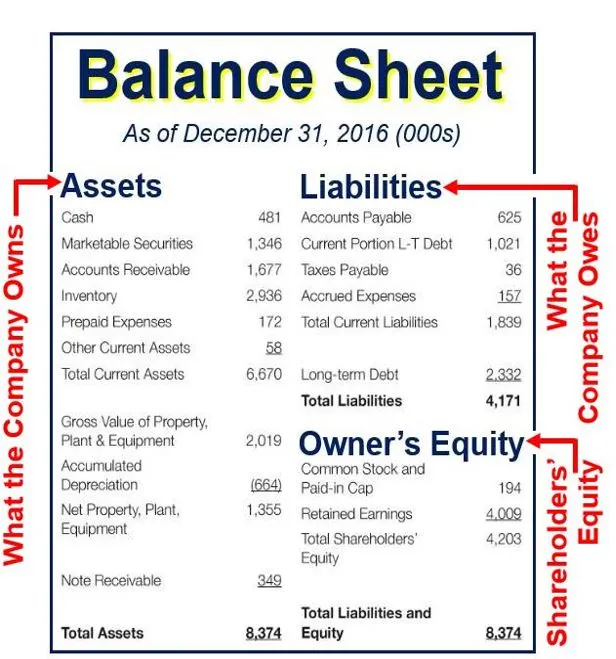 Balance Sheet
As of December 31, 2016 (000s)
What the Company Owns
Assets
Cash 481
Marketable Securities 1,346
Accounts Receivable 1,677
Inventory 2,936
Prepaid Expenses 172
Other Current Assets 58
Total Current Assets 6,670
Gross Value of Property,
Plant & Equipment 2,019
Accumulated
Depreciation (664)
Net Property, Plant, 1,355
Equipment
Note Receivable 349
Total Assets 8,374
Liabilities
Accounts Payable 625
Current Portion L-T Debt 1,021
Taxes Payable 36
Accrued Expenses 157
Total Current Liabilities 1,839
Long-term Debt 2,332
Total Liabilities 4,171
What the
Company Owes
Owner's Equity
Common Stock and
Paid-in Cap 194
Retained Earnings 4,009
Total Shareholders' 4,203
Equity
Total Liabilities and
Equity 8,374
Shareholders'
Equity